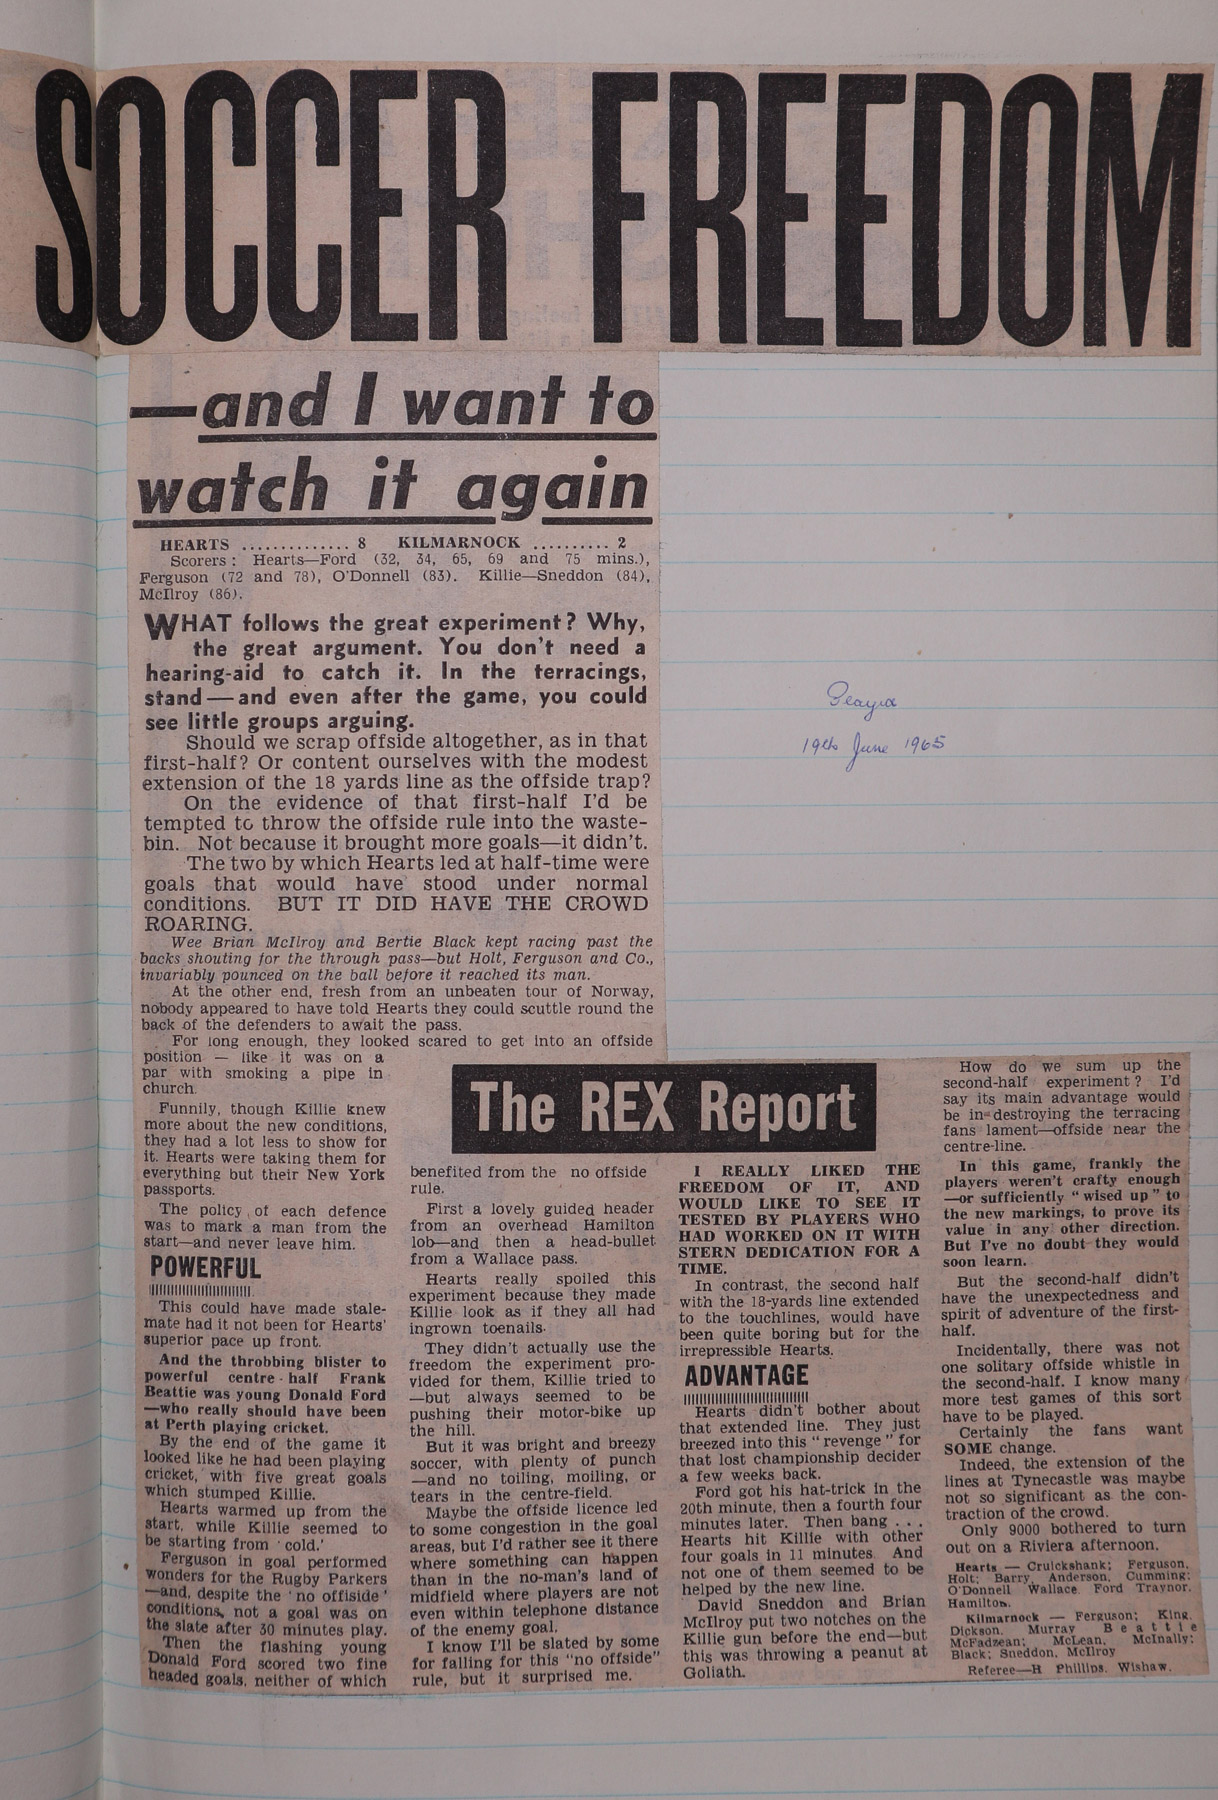 SOCCER FREEDOM
—and I want to
watch it again
HEARTS .............. 8 KILMARNOCK .......... 2
Scorers: Hearts—Ford (32, 34, 65, 69 and 75 mins.),
Ferguson (72 and 78), O'Donnell (83). Killie—Sneddon (84),
McIlroy (86).
WHAT follows the great experiment? Why,
the great argument. You don't need a
hearing-aid to catch it. In the terracings,
stand—and even after the game, you could
see little groups arguing.
Should we scrap offside altogether, as in that
first-half? Or content ourselves with the modest
extension of the 18 yards line as the offside trap?
On the evidence of that first-half I'd be
tempted to throw the offside rule into the waste-
bin. Not because it brought more goals—it didn't.
The two by which Hearts led at half-time were
goals that would have stood under normal
conditions. BUT IT DID HAVE THE CROWD
ROARING.
Wee Brian McIlroy and Bertie Black kept racing past the
backs shouting for the through pass—but Holt, Ferguson and Co.,
invariably pounced on the ball before it reached its man.
At the other end, fresh from an unbeaten tour of Norway,
nobody appeared to have told Hearts they could scuttle round the
back of the defenders to await the pass.
For long enough, they looked scared to get into an offside
position — like it was on a
par with smoking a pipe in
church.
Funnily, though Killie knew
more about the new conditions,
they had a lot less to show for
it. Hearts were taking them for
everything but their New York
passports.
The policy of each defence
was to mark a man from the
start—and never leave him.
POWERFUL
This could have made stale-
mate had it not been for Hearts'
superior pace up front.
And the throbbing blister to
powerful centre-half Frank
Beattie was young Donald Ford
—who really should have been
at Perth playing cricket.
By the end of the game it
looked like he had been playing
cricket, with five great goals
which stumped Killie.
Hearts warmed up from the
start, while Killie seemed to
be starting from 'cold.'
Ferguson in goal performed
wonders for the Rugby Parkers
—and, despite the 'no offiside'
conditions, not a goal was on
the slate after 30 minutes play.
Then the flashing young
Donald Ford scored two fine
headed goals, neither of which
The REX Report
benefited from the no offside
rule.
First a lovely guided header
from an overhead Hamilton
lob—and then a head-bullet
from a Wallace pass.
Hearts really spoiled this
experiment because they made
Killie look as if they all had
ingrown toenails.
They didn't actually use the
freedom the experiment pro-
vided for them, Killie tried to
—but always seemed to be
pushing their motor-bike up
the hill.
But it was bright and breezy
soccer, with plenty of punch
—and no toiling, moiling, or
tears in the centre-field.
Maybe the offside licence led
to some congestion in the goal
areas, but I'd rather see it there
where something can happen
than in the no-man's land of
midfield where players are not
even within telephone distance
of the enemy goal.
I know I'll be slated by some
for falling for this "no offside"
rule, but it surprised me.
I REALLY LIKED THE
FREEDOM OF IT, AND
WOULD LIKE TO SEE IT
TESTED BY PLAYERS WHO
HAD WORKED ON IT WITH
STERN DEDICATION FOR A
TIME.
In contrast, the second half
with the 18-yards line extended
to the touchlines, would have
been quite boring but for the
irrepressible Hearts.
ADVANTAGE
Hearts didn't bother about
that extended line. They just
breezed into this "revenge" for
that lost championship decider
a few weeks back.
Ford got his hat-trick in the
20th minute, then a fourth four
minutes later. Then bang . . .
Hearts hit Killie with other
four goals in 11 minutes. And
not one of them seemed to be
helped by the new line.
David Sneddon and Brian
McIlroy put two notches on the
Killie gun before the end—but
this was throwing a peanut at
Goliath.
How do we sum up the
second-half experiment? I'd
say its main advantage would
be in destroying the terracing
fans lament—offside near the
centre-line.
In this game, frankly the
players weren't crafty enough
—or sufficiently "wised up" to
the new markings, to prove its
value in any other direction.
But I've no doubt they would
soon learn.
But the second-half didn't
have the unexpectedness and
spirit of adventure of the first-
half.
Incidentally, there was not
one solitary offside whistle in
the second-half. I know many
more test games of this sort
have to be played.
Certainly the fans want
SOME change.
Indeed, the extension of the
lines at Tynecastle was maybe
not so significant as the con-
traction of the crowd.
Only 9000 bothered to turn
out on a Riviera afternoon.
Hearts — Cruickshank; Ferguson,
Holt; Barry, Anderson, Cumming;
O'Donnell Wallace, Ford Traynor,
Hamilton.
Kilmarnock — Ferguson; King,
Dickson, Murray Beattie
McFadzean; McLean, McInally;
Black; Sneddon, McIlroy
Referee—H Phillips, Wishaw.
19th June 1965